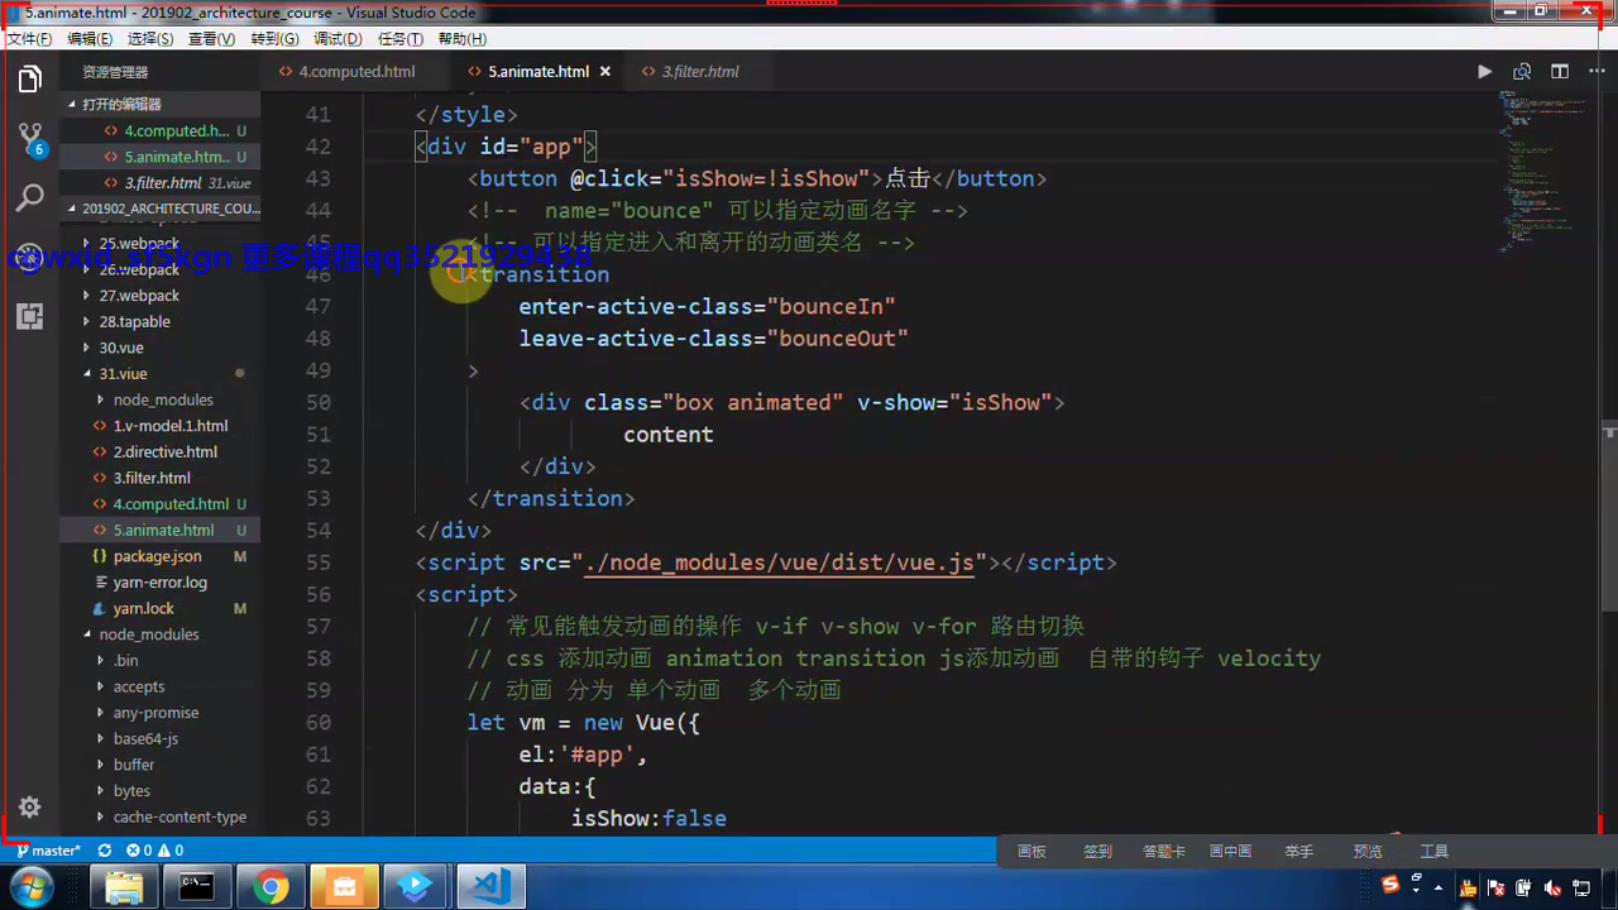 5.animate.html - 201902_architecture_course - Visual Studio Code
文件(F) 编辑(E) 选择(S) 查看(V) 转到(G) 调试(D) 任务(T) 帮助(H)
资源管理器
4.computed.html
5.animate.html
3.filter.html
打开的编辑器
4.computed.h... U
5.animate.htm... U
3.filter.html 31.viue
201902_ARCHITECTURE_COU...
25.webpack
26.webpack
27.webpack
28.tapable
30.vue
31.viue
node_modules
1.v-model.1.html
2.directive.html
3.filter.html
4.computed.html U
5.animate.html U
package.json M
yarn-error.log
yarn.lock M
node_modules
.bin
accepts
any-promise
base64-js
buffer
bytes
cache-content-type
6
cgwxid_sf5kgn 更多课程qq3521929438
41 </style>
42 <div id="app">
43 <button @click="isShow=!isShow">点击</button>
44 <!--  name="bounce" 可以指定动画名字 -->
45 <!-- 可以指定进入和离开的动画类名 -->
46 <transition
47 enter-active-class="bounceIn"
48 leave-active-class="bounceOut"
49 >
50 <div class="box animated" v-show="isShow">
51 content
52 </div>
53 </transition>
54 </div>
55 <script src="./node_modules/vue/dist/vue.js"></script>
56 <script>
57 // 常见能触发动画的操作 v-if v-show v-for 路由切换
58 // css 添加动画 animation transition js添加动画  自带的钩子 velocity
59 // 动画 分为 单个动画  多个动画
60 let vm = new Vue({
61 el:'#app',
62 data:{
63 isShow:false
master* 0 0
画板 签到 答题卡 画中画 举手 预览 工具